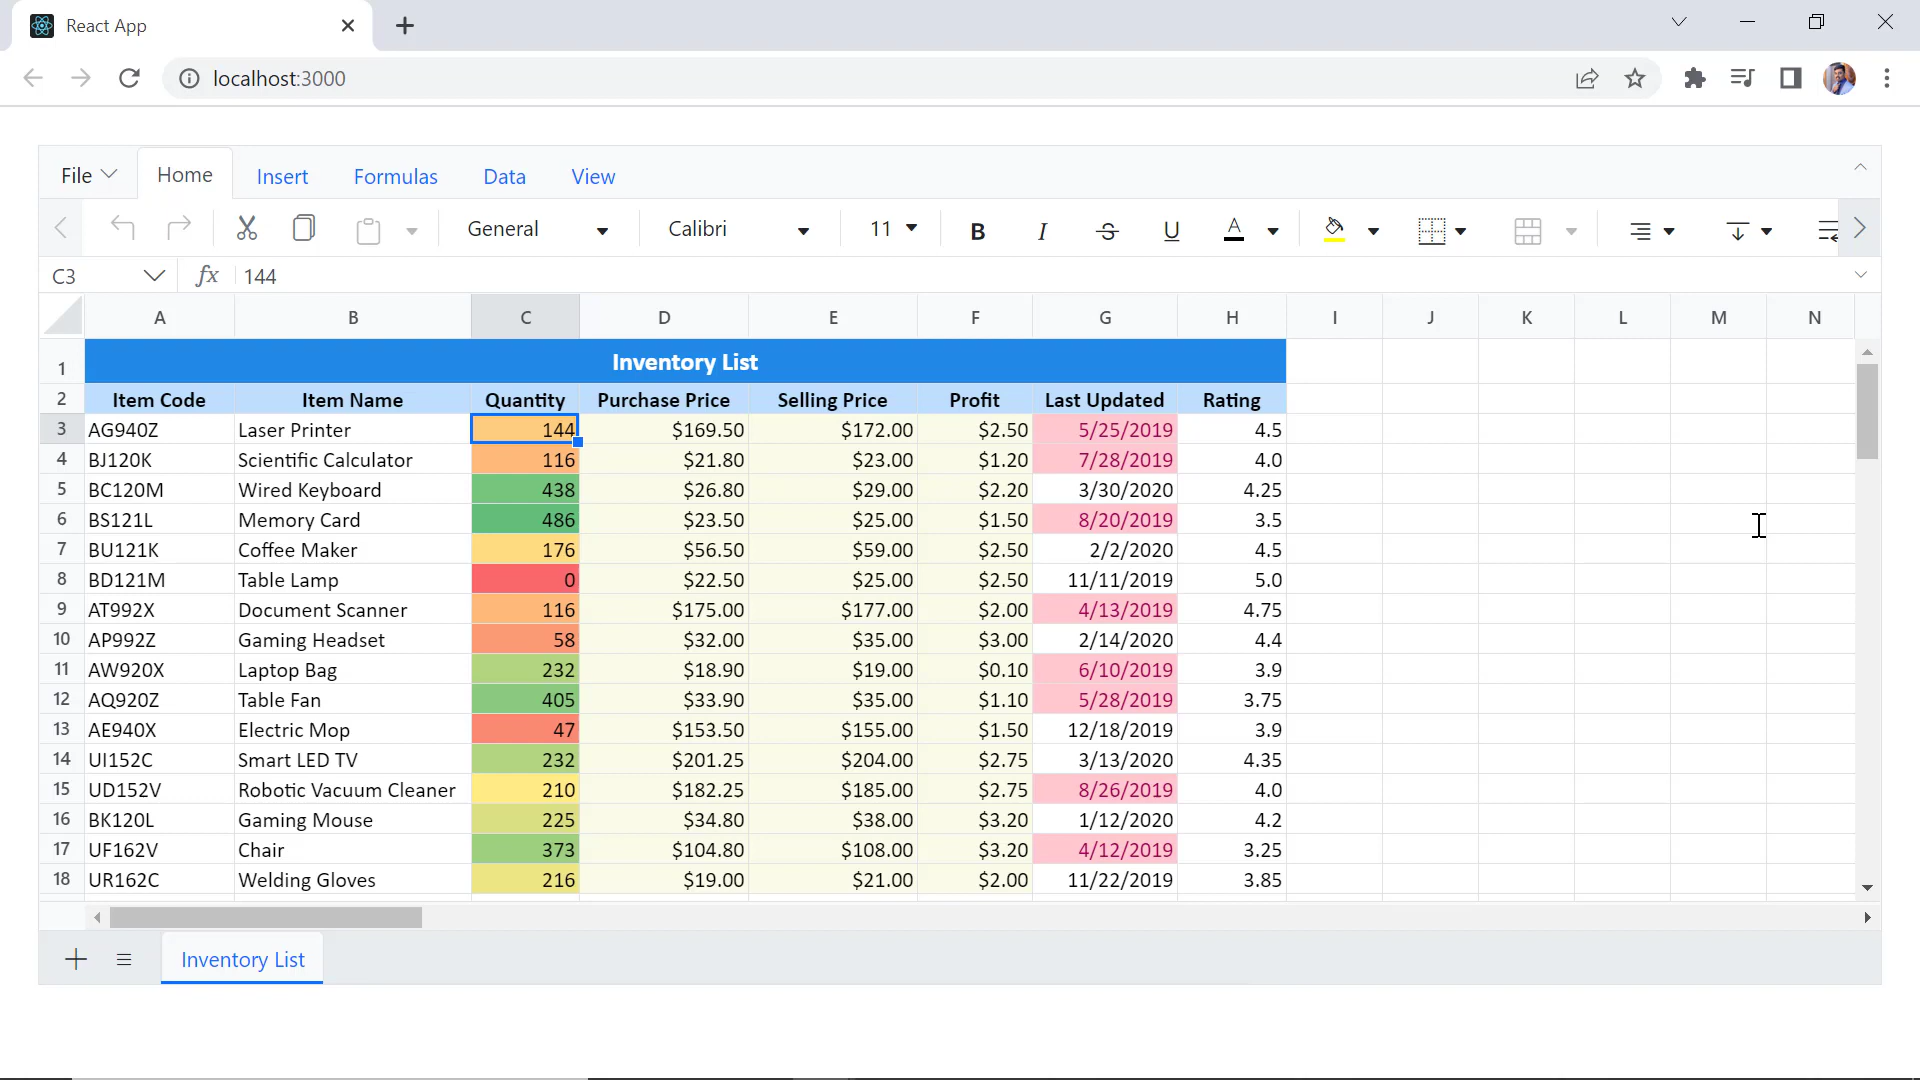 React App
localhost:3000
File Home Insert Formulas Data View
General Calibri 11 B I S U A
C3 fx 144
A B C D E F G H I J K L M N
1 Inventory List
2 Item Code Item Name Quantity Purchase Price Selling Price Profit Last Updated Rating
3 AG940Z Laser Printer 144 $169.50 $172.00 $2.50 5/25/2019 4.5
4 BJ120K Scientific Calculator 116 $21.80 $23.00 $1.20 7/28/2019 4.0
5 BC120M Wired Keyboard 438 $26.80 $29.00 $2.20 3/30/2020 4.25
6 BS121L Memory Card 486 $23.50 $25.00 $1.50 8/20/2019 3.5
7 BU121K Coffee Maker 176 $56.50 $59.00 $2.50 2/2/2020 4.5
8 BD121M Table Lamp 0 $22.50 $25.00 $2.50 11/11/2019 5.0
9 AT992X Document Scanner 116 $175.00 $177.00 $2.00 4/13/2019 4.75
10 AP992Z Gaming Headset 58 $32.00 $35.00 $3.00 2/14/2020 4.4
11 AW920X Laptop Bag 232 $18.90 $19.00 $0.10 6/10/2019 3.9
12 AQ920Z Table Fan 405 $33.90 $35.00 $1.10 5/28/2019 3.75
13 AE940X Electric Mop 47 $153.50 $155.00 $1.50 12/18/2019 3.9
14 UI152C Smart LED TV 232 $201.25 $204.00 $2.75 3/13/2020 4.35
15 UD152V Robotic Vacuum Cleaner 210 $182.25 $185.00 $2.75 8/26/2019 4.0
16 BK120L Gaming Mouse 225 $34.80 $38.00 $3.20 1/12/2020 4.2
17 UF162V Chair 373 $104.80 $108.00 $3.20 4/12/2019 3.25
18 UR162C Welding Gloves 216 $19.00 $21.00 $2.00 11/22/2019 3.85
Inventory List